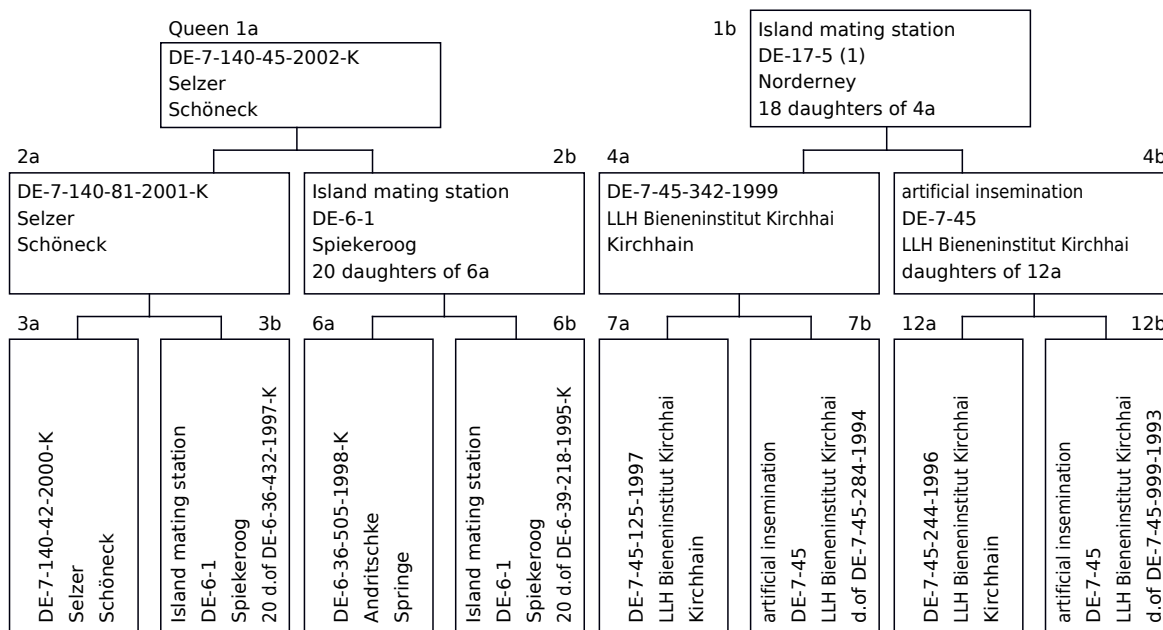 Queen 1a
DE-7-140-45-2002-K
Selzer
Schöneck
1b
Island mating station
DE-17-5 (1)
Norderney
18 daughters of 4a
2a
DE-7-140-81-2001-K
Selzer
Schöneck
2b
Island mating station
DE-6-1
Spiekeroog
20 daughters of 6a
4a
DE-7-45-342-1999
LLH Bieneninstitut Kirchhai
Kirchhain
4b
artificial insemination
DE-7-45
LLH Bieneninstitut Kirchhai
daughters of 12a
3a
DE-7-140-42-2000-K
Selzer
Schöneck
3b
Island mating station
DE-6-1
Spiekeroog
20 d.of DE-6-36-432-1997-K
6a
DE-6-36-505-1998-K
Andritschke
Springe
6b
Island mating station
DE-6-1
Spiekeroog
20 d.of DE-6-39-218-1995-K
7a
DE-7-45-125-1997
LLH Bieneninstitut Kirchhai
Kirchhain
7b
artificial insemination
DE-7-45
LLH Bieneninstitut Kirchhai
d.of DE-7-45-284-1994
12a
DE-7-45-244-1996
LLH Bieneninstitut Kirchhai
Kirchhain
12b
artificial insemination
DE-7-45
LLH Bieneninstitut Kirchhai
d.of DE-7-45-999-1993